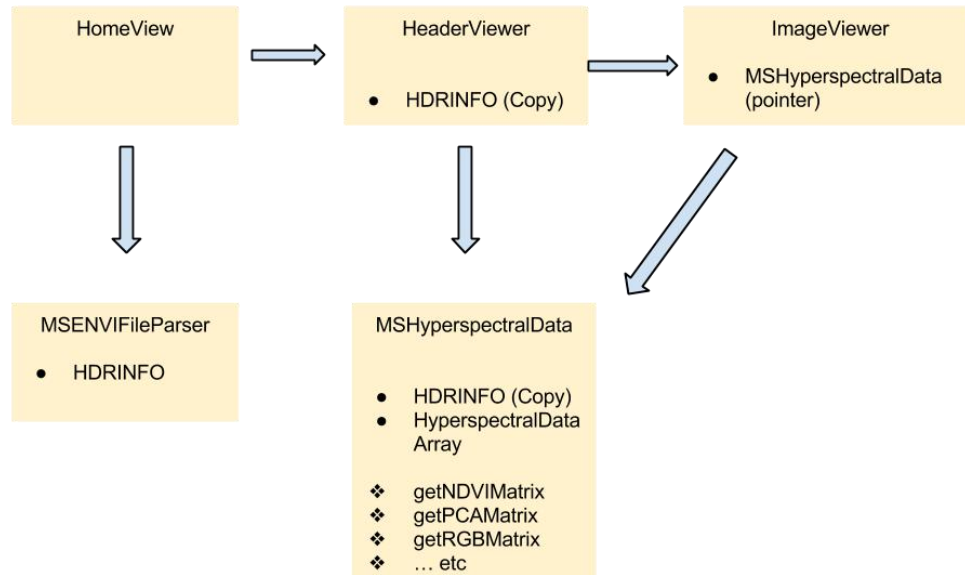 HomeView
HeaderViewer
● HDRINFO (Copy)
ImageViewer
● MSHyperspectralData
(pointer)
MSENVIFileParser
● HDRINFO
MSHyperspectralData
● HDRINFO (Copy)
● HyperspectralData
Array
❖ getNDVIMatrix
❖ getPCAMatrix
❖ getRGBMatrix
❖ ... etc